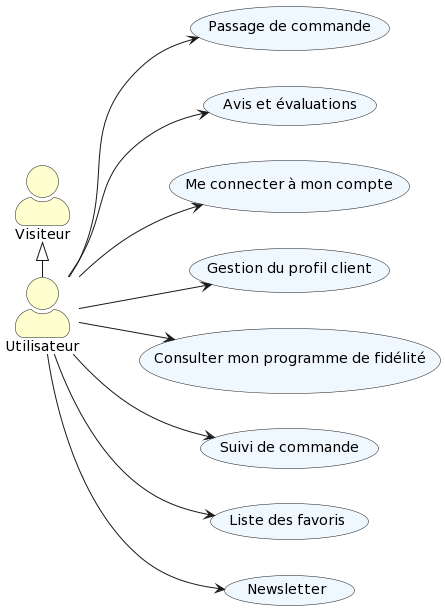 Passage de commande
Avis et évaluations
Me connecter à mon compte
Visiteur
Gestion du profil client
Utilisateur
Consulter mon programme de fidélité
Suivi de commande
Liste des favoris
Newsletter